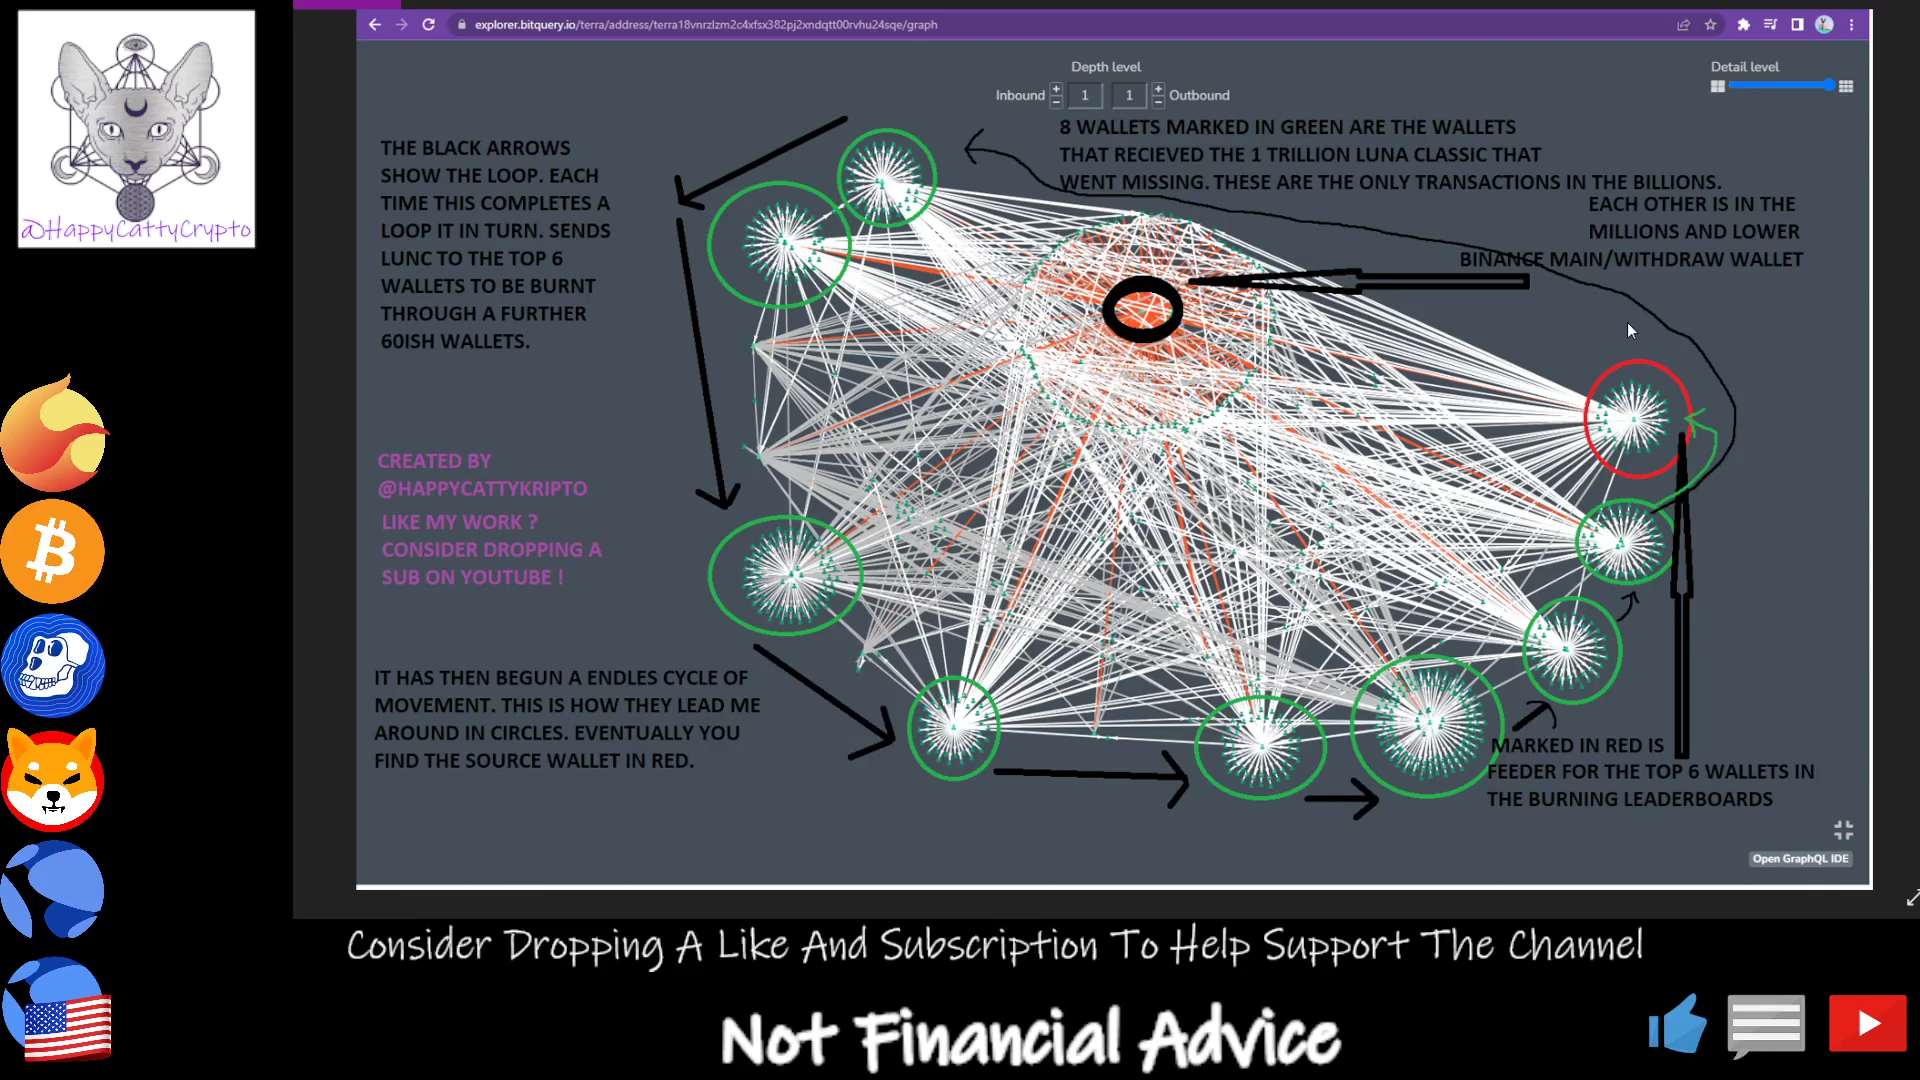 @HappyCattyCrypto
explorer.bitquery.io/terra/address/terra18vnrzlzm2c4xfsx382pj2xndqtt00rvhu24sqe/graph
Depth level
Inbound + - 1 1 + - Outbound
Detail level
THE BLACK ARROWS
SHOW THE LOOP. EACH
TIME THIS COMPLETES A
LOOP IT IN TURN. SENDS
LUNC TO THE TOP 6
WALLETS TO BE BURNT
THROUGH A FURTHER
60ISH WALLETS.
8 WALLETS MARKED IN GREEN ARE THE WALLETS
THAT RECIEVED THE 1 TRILLION LUNA CLASSIC THAT
WENT MISSING. THESE ARE THE ONLY TRANSACTIONS IN THE BILLIONS.
EACH OTHER IS IN THE
MILLIONS AND LOWER
BINANCE MAIN/WITHDRAW WALLET
CREATED BY
@HAPPYCATTYKRIPTO
LIKE MY WORK ?
CONSIDER DROPPING A
SUB ON YOUTUBE !
IT HAS THEN BEGUN A ENDLES CYCLE OF
MOVEMENT. THIS IS HOW THEY LEAD ME
AROUND IN CIRCLES. EVENTUALLY YOU
FIND THE SOURCE WALLET IN RED.
MARKED IN RED IS
FEEDER FOR THE TOP 6 WALLETS IN
THE BURNING LEADERBOARDS
Open GraphQL IDE
Consider Dropping A Like And Subscription To Help Support The Channel
Not Financial Advice